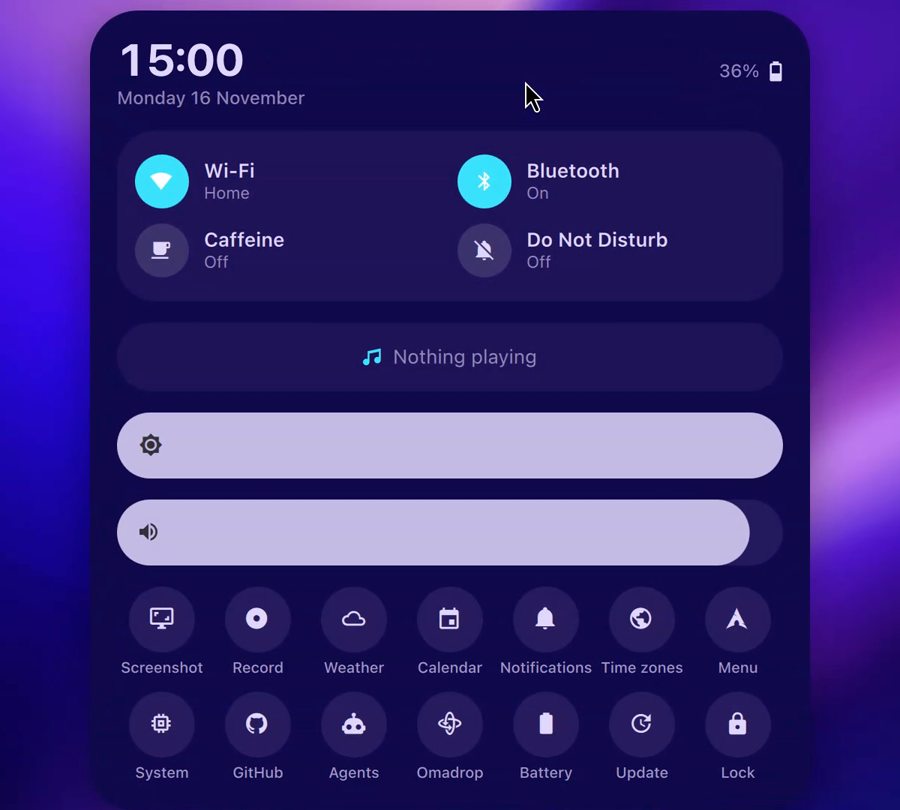 15:00
36%
Monday 16 November
Wi-Fi
Home
Bluetooth
On
Caffeine
Off
Do Not Disturb
Off
Nothing playing
Screenshot
Record
Weather
Calendar
Notifications
Time zones
Menu
System
GitHub
Agents
Omadrop
Battery
Update
Lock